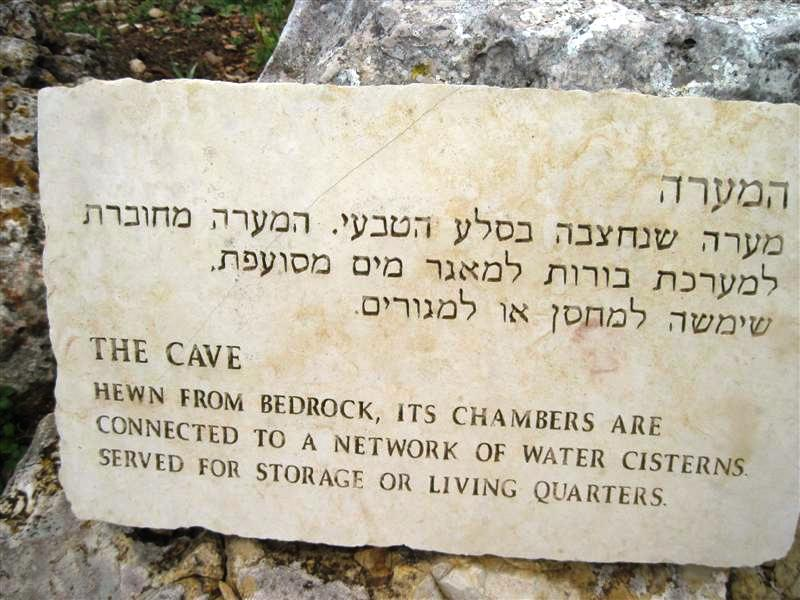 המערה
מערה שנחצבה בסלע הטבעי. המערה מחוברת
למערכת בורות למאגר מים מסועפת,
שימשה למחסן או למגורים.
THE CAVE
HEWN FROM BEDROCK, ITS CHAMBERS ARE
CONNECTED TO A NETWORK OF WATER CISTERNS.
SERVED FOR STORAGE OR LIVING QUARTERS.